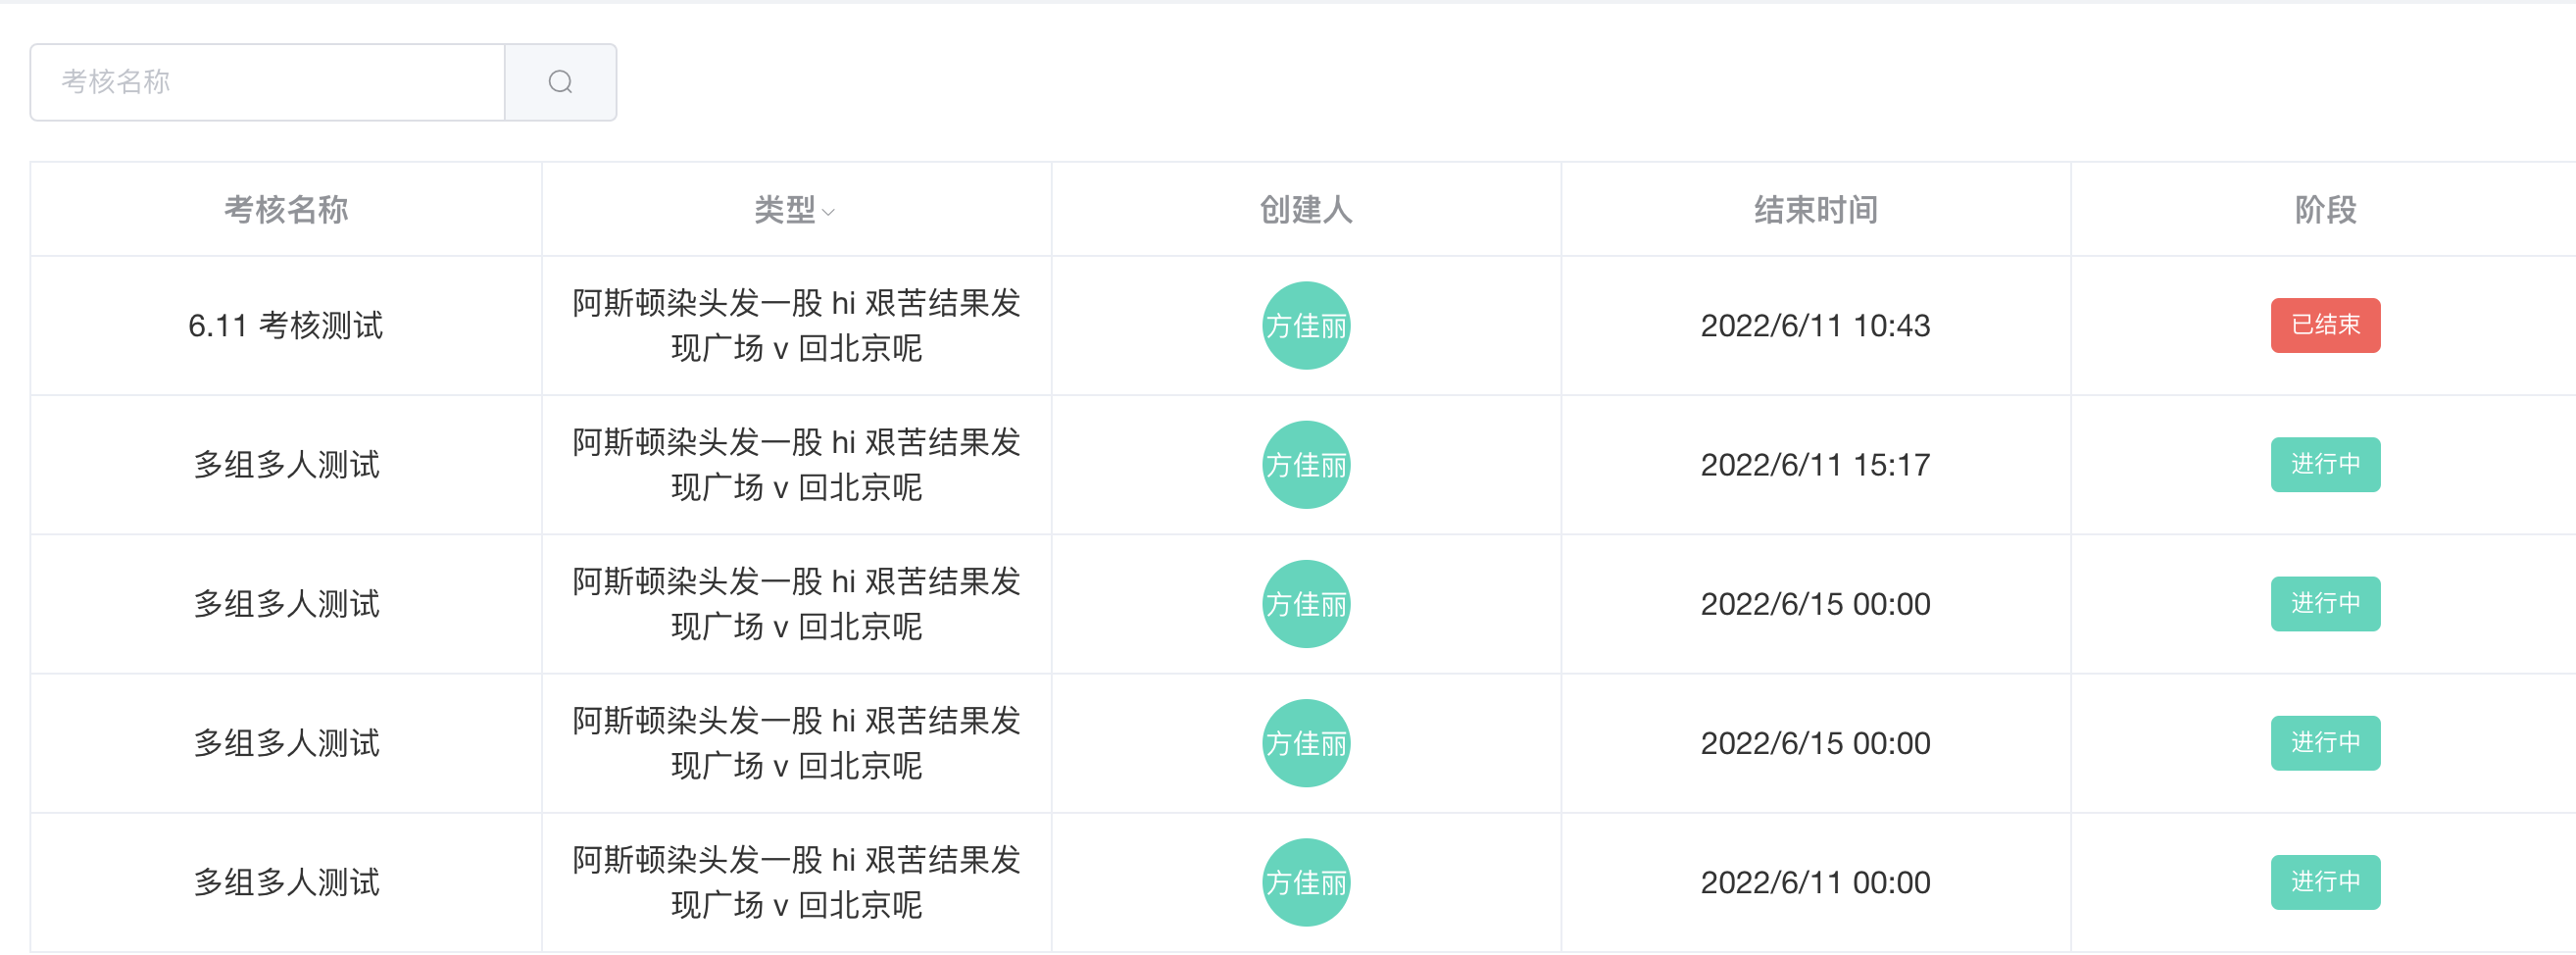 考核名称
考核名称 类型 创建人 结束时间 阶段
6.11 考核测试 阿斯顿染头发一股 hi 艰苦结果发 方佳丽 2022/6/11 10:43 已结束
现广场 v 回北京呢
多组多人测试 阿斯顿染头发一股 hi 艰苦结果发 方佳丽 2022/6/11 15:17 进行中
现广场 v 回北京呢
多组多人测试 阿斯顿染头发一股 hi 艰苦结果发 方佳丽 2022/6/15 00:00 进行中
现广场 v 回北京呢
多组多人测试 阿斯顿染头发一股 hi 艰苦结果发 方佳丽 2022/6/15 00:00 进行中
现广场 v 回北京呢
多组多人测试 阿斯顿染头发一股 hi 艰苦结果发 方佳丽 2022/6/11 00:00 进行中
现广场 v 回北京呢